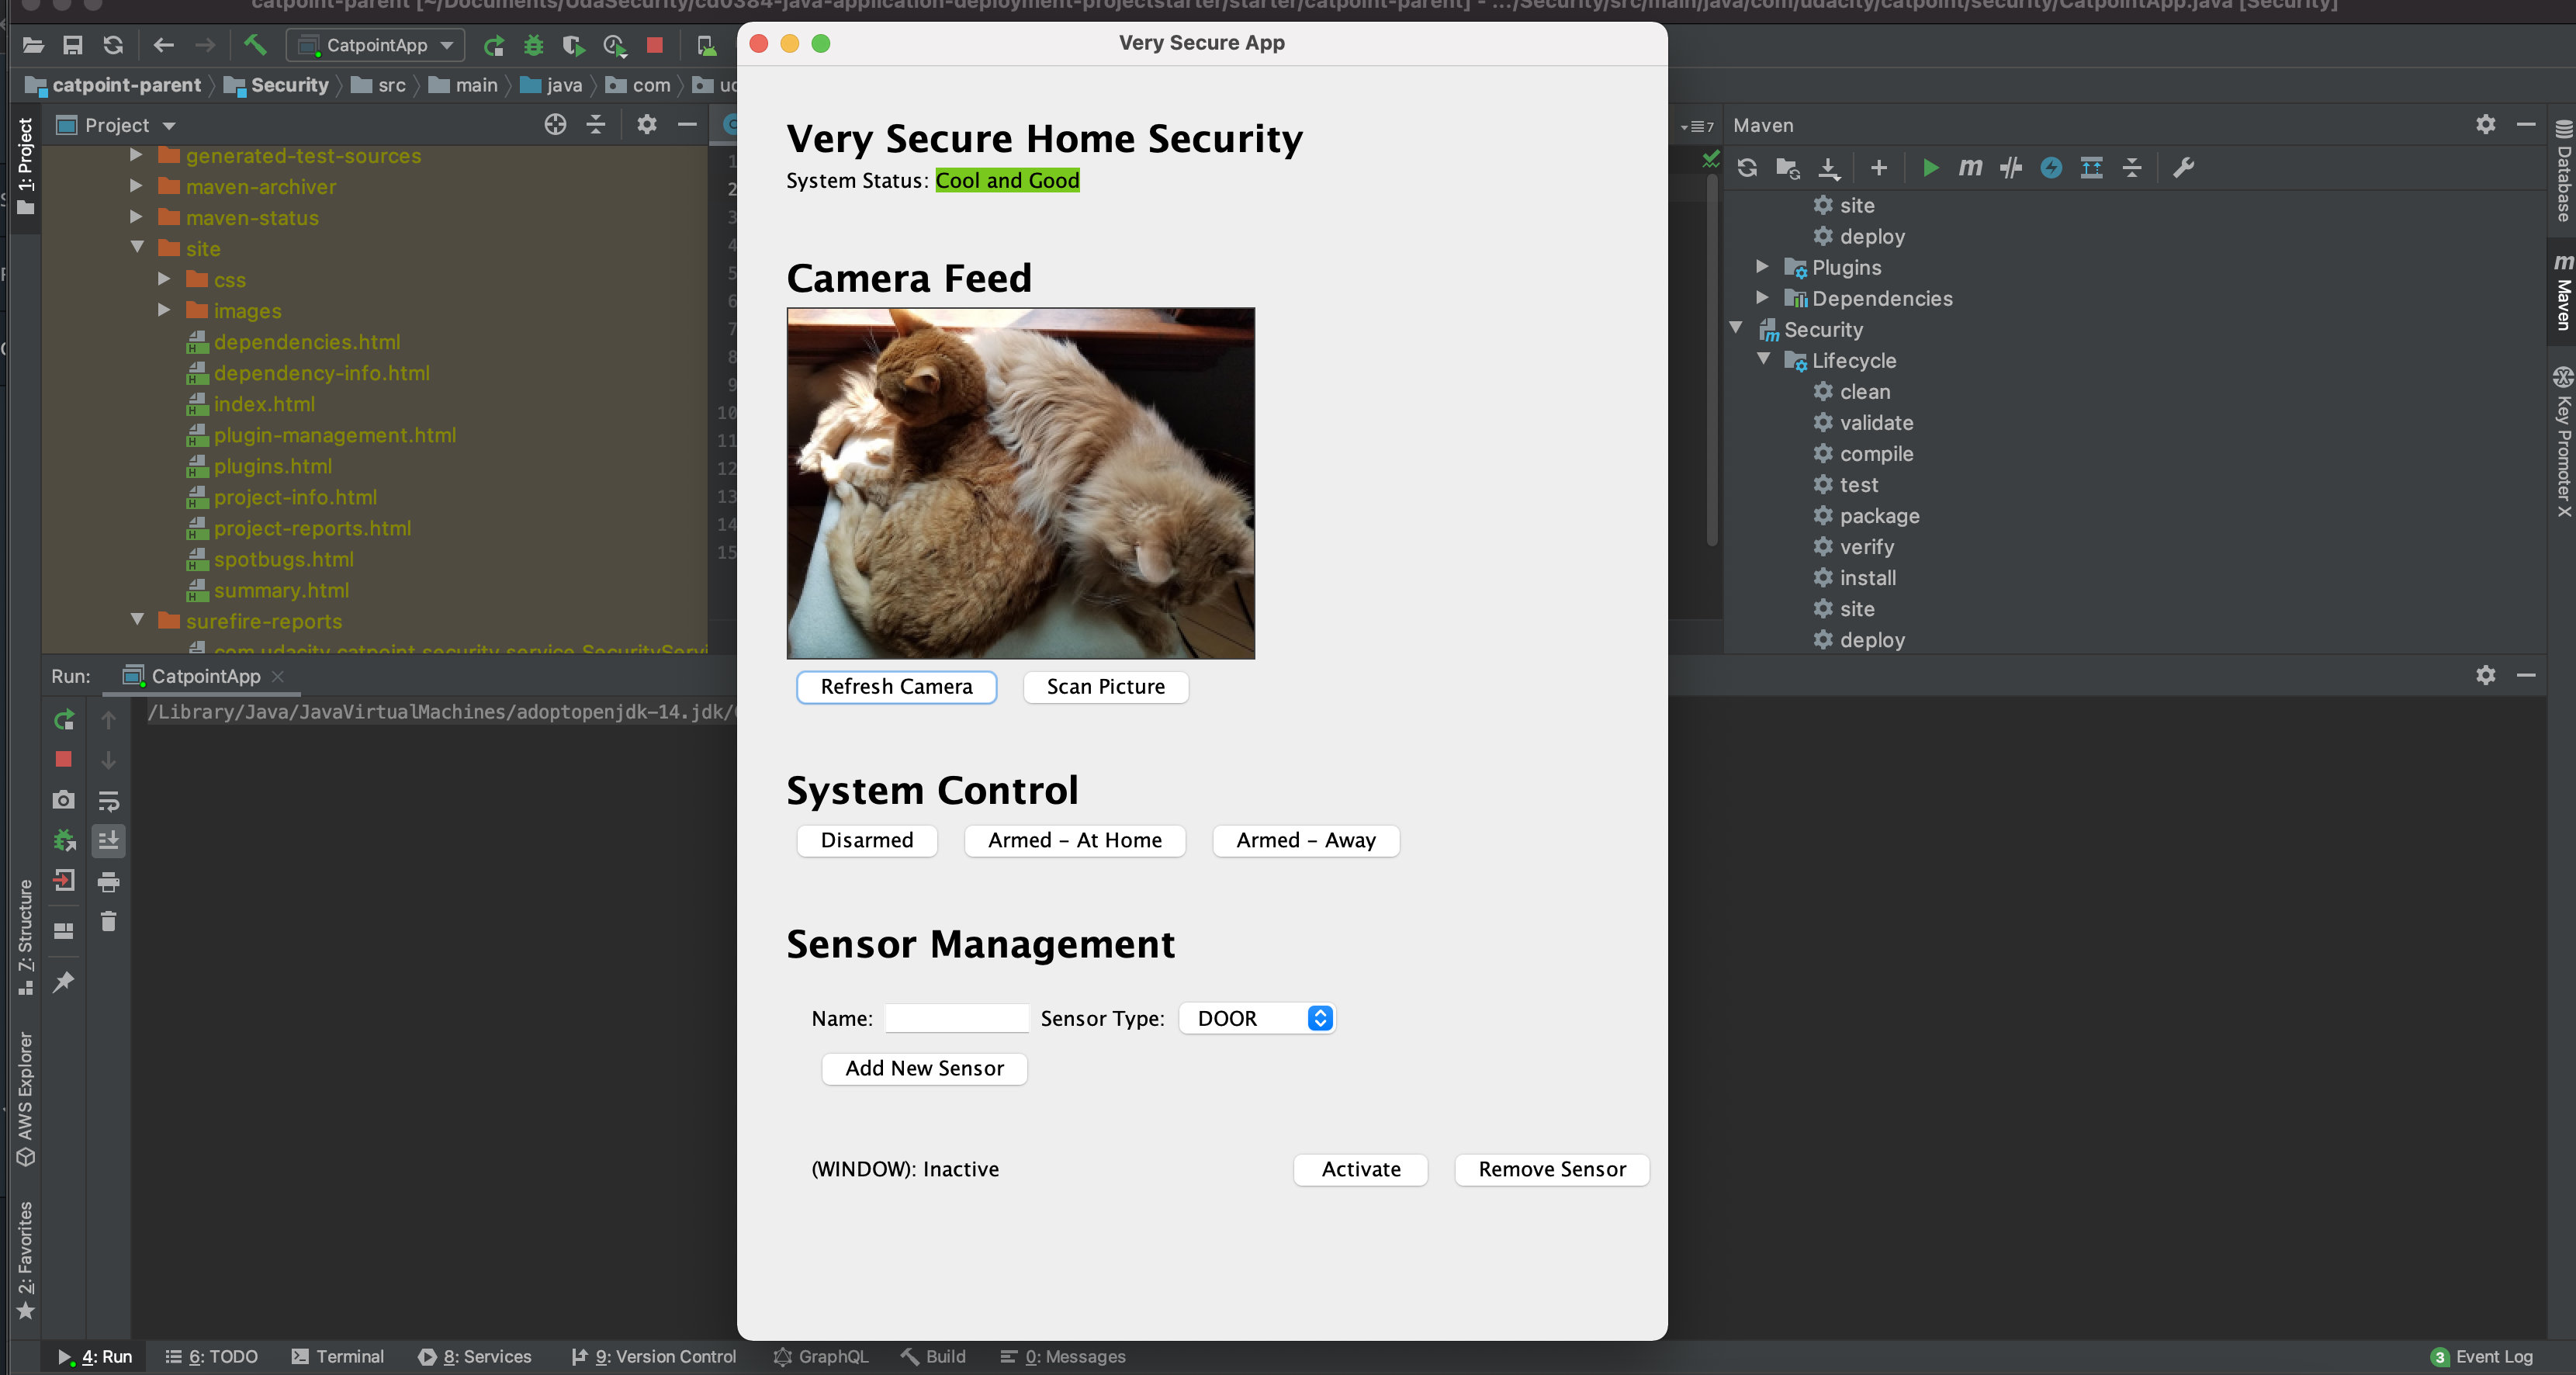 catpoint-parent [~/Documents/UdaSecurity/cd0384-java-application-deployment-projectstarter/starter/catpoint-parent] - .../Security/src/main/java/com/udacity/catpoint/security/CatpointApp.java [Security]
CatpointApp
catpoint-parent Security src main java com
1: Project
Project
generated-test-sources
maven-archiver
maven-status
site
css
images
dependencies.html
dependency-info.html
index.html
plugin-management.html
plugins.html
project-info.html
project-reports.html
spotbugs.html
summary.html
surefire-reports
com.udacity.catpoint.security.service.SecurityServi
1
2
3
4
5
6
7
8
9
10
11
12
13
14
15
Very Secure App
Very Secure Home Security
System Status: Cool and Good
Camera Feed
Refresh Camera
Scan Picture
System Control
Disarmed
Armed - At Home
Armed - Away
Sensor Management
Name:
Sensor Type:
DOOR
Add New Sensor
(WINDOW): Inactive
Activate
Remove Sensor
7
Maven
site
deploy
Plugins
Dependencies
Security
Lifecycle
clean
validate
compile
test
package
verify
install
site
deploy
Database
Maven
Key Promoter X
Run: CatpointApp
/Library/Java/JavaVirtualMachines/adoptopenjdk-14.jdk/
7: Structure
AWS Explorer
2: Favorites
4: Run
6: TODO
Terminal
8: Services
9: Version Control
GraphQL
Build
0: Messages
3 Event Log